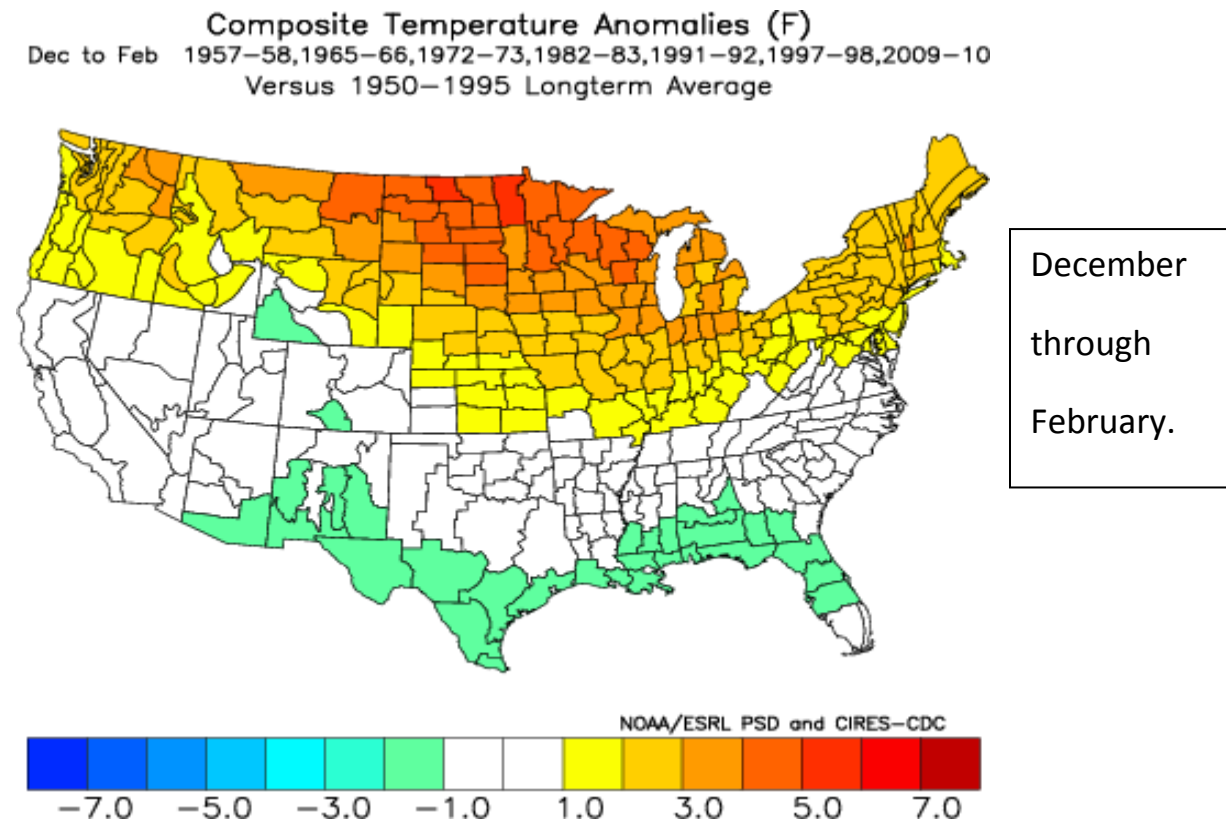 Composite Temperature Anomalies (F)
Dec to Feb 1957-58,1965-66,1972-73,1982-83,1991-92,1997-98,2009-10
Versus 1950-1995 Longterm Average
December
through
February.
NOAA/ESRL PSD and CIRES-CDC
-7.0 -5.0 -3.0 -1.0 1.0 3.0 5.0 7.0